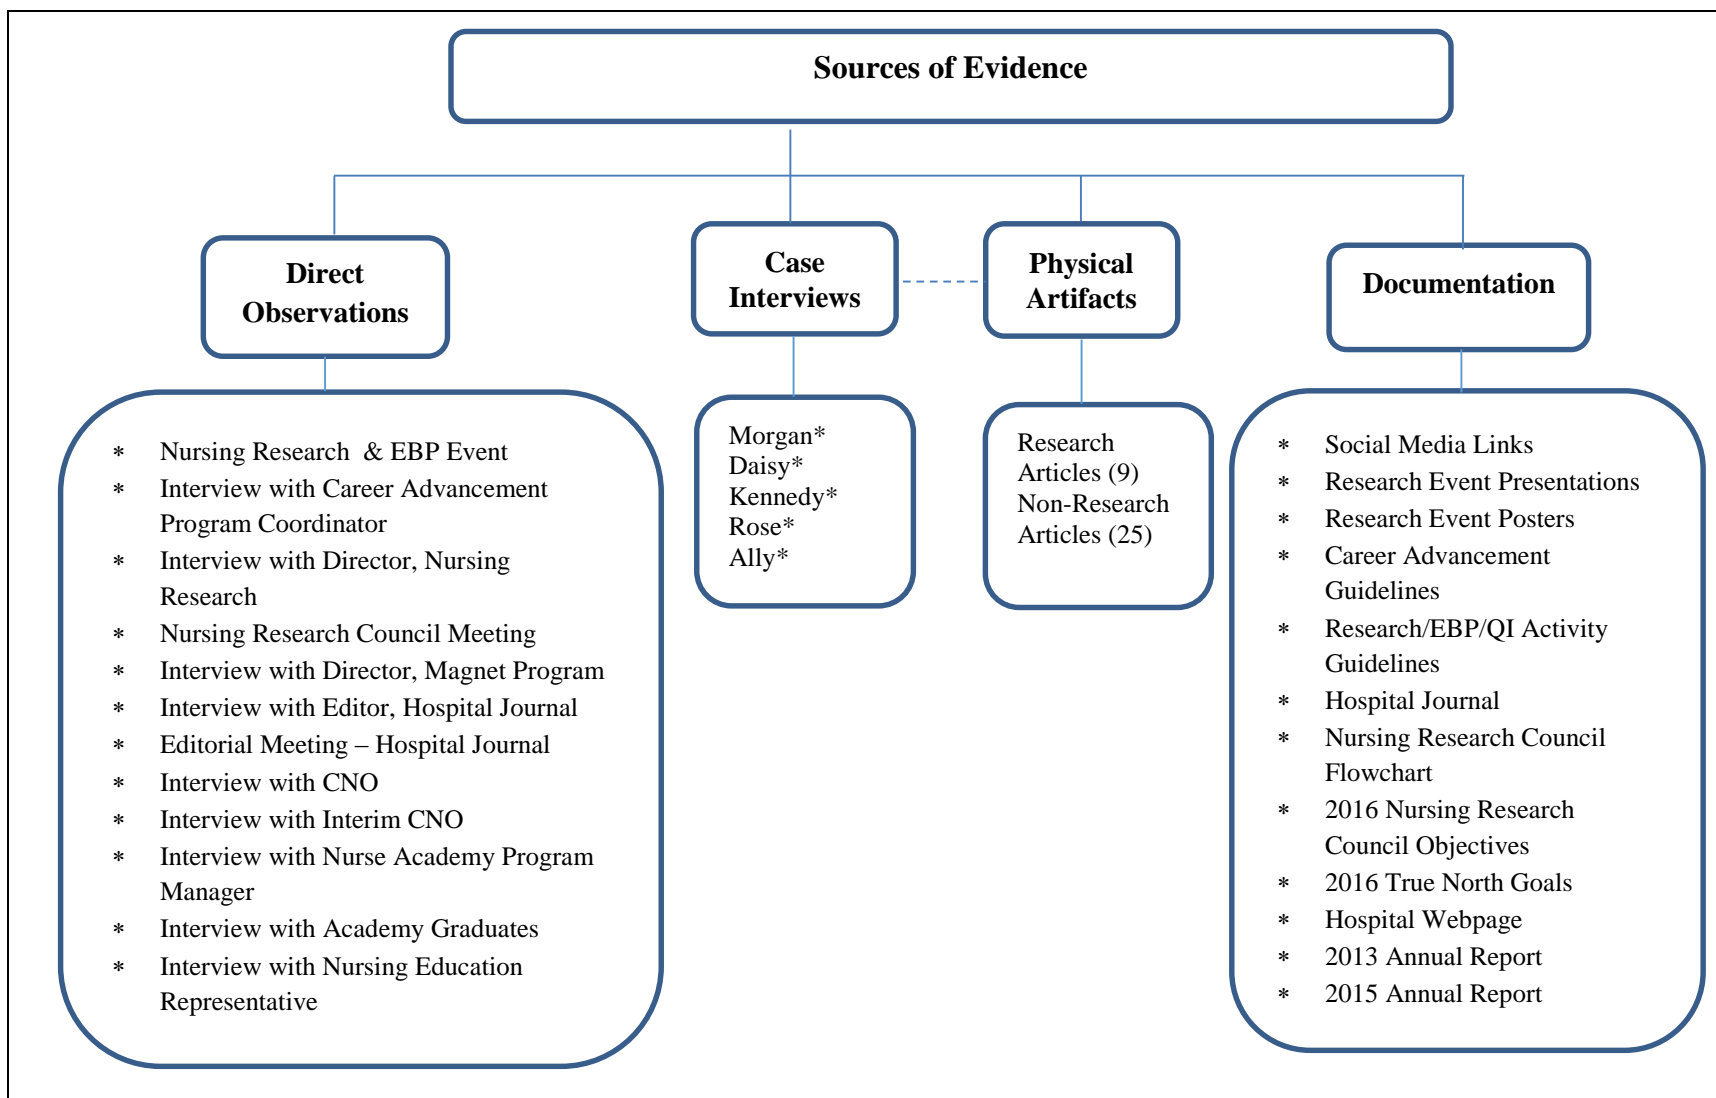 Sources of Evidence
Direct
Observations
Case
Interviews
Physical
Artifacts
Documentation
* Nursing Research & EBP Event
* Interview with Career Advancement
Program Coordinator
* Interview with Director, Nursing
Research
* Nursing Research Council Meeting
* Interview with Director, Magnet Program
* Interview with Editor, Hospital Journal
* Editorial Meeting – Hospital Journal
* Interview with CNO
* Interview with Interim CNO
* Interview with Nurse Academy Program
Manager
* Interview with Academy Graduates
* Interview with Nursing Education
Representative
Morgan*
Daisy*
Kennedy*
Rose*
Ally*
Research
Articles (9)
Non-Research
Articles (25)
* Social Media Links
* Research Event Presentations
* Research Event Posters
* Career Advancement
Guidelines
* Research/EBP/QI Activity
Guidelines
* Hospital Journal
* Nursing Research Council
Flowchart
* 2016 Nursing Research
Council Objectives
* 2016 True North Goals
* Hospital Webpage
* 2013 Annual Report
* 2015 Annual Report